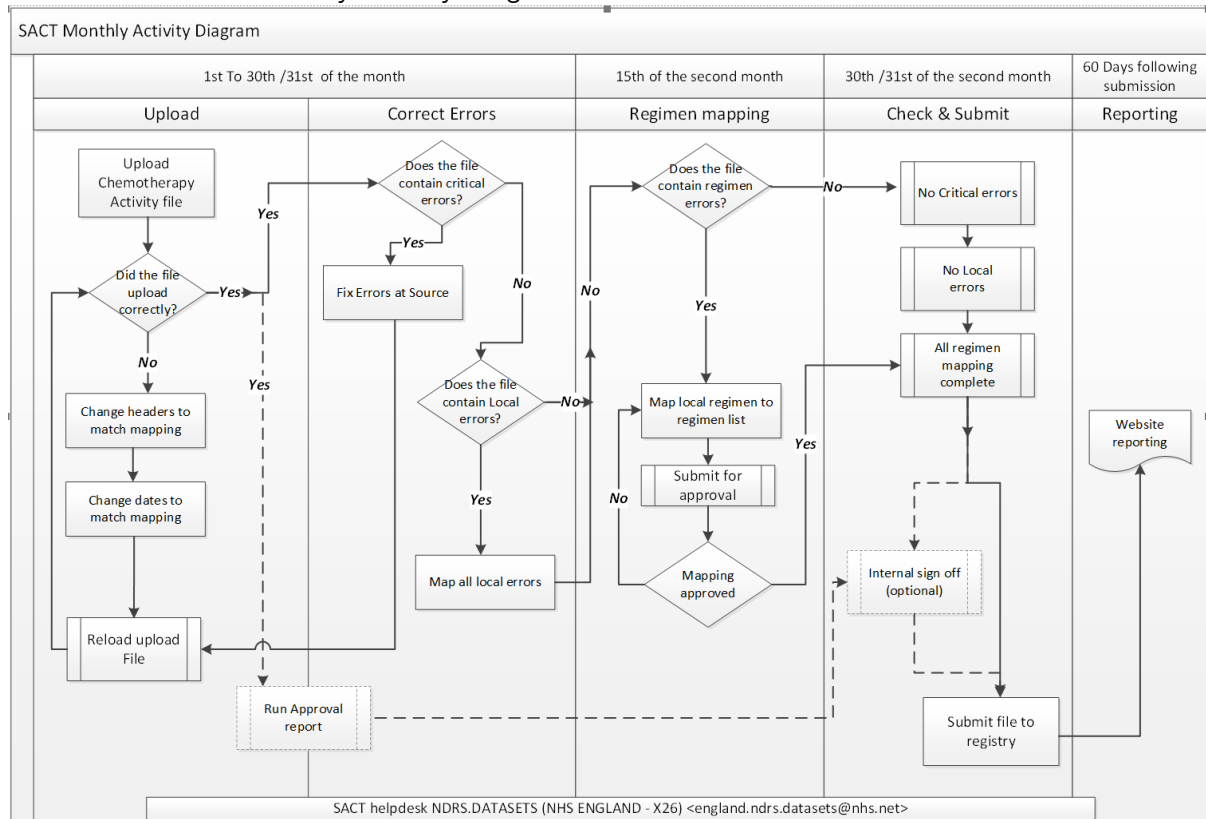 SACT Monthly Activity Diagram
1st To 30th /31st of the month
15th of the second month
30th /31st of the second month
60 Days following
submission
Upload
Correct Errors
Regimen mapping
Check & Submit
Reporting
Upload
Chemotherapy
Activity file
Did the file
upload
correctly?
Yes
Yes
Yes
No
Change headers to
match mapping
Change dates to
match mapping
Reload upload
File
Run Approval
report
Does the file
contain critical
errors?
Yes
No
Fix Errors at Source
Does the file
contain Local
errors?
No
Yes
Map all local errors
No
Does the file
contain regimen
errors?
No
Yes
Map local regimen to
regimen list
Submit for
approval
No
Mapping
approved
Yes
No Critical errors
No Local
errors
All regimen
mapping
complete
Internal sign off
(optional)
Submit file to
registry
Website
reporting
SACT helpdesk NDRS.DATASETS (NHS ENGLAND - X26) <england.ndrs.datasets@nhs.net>